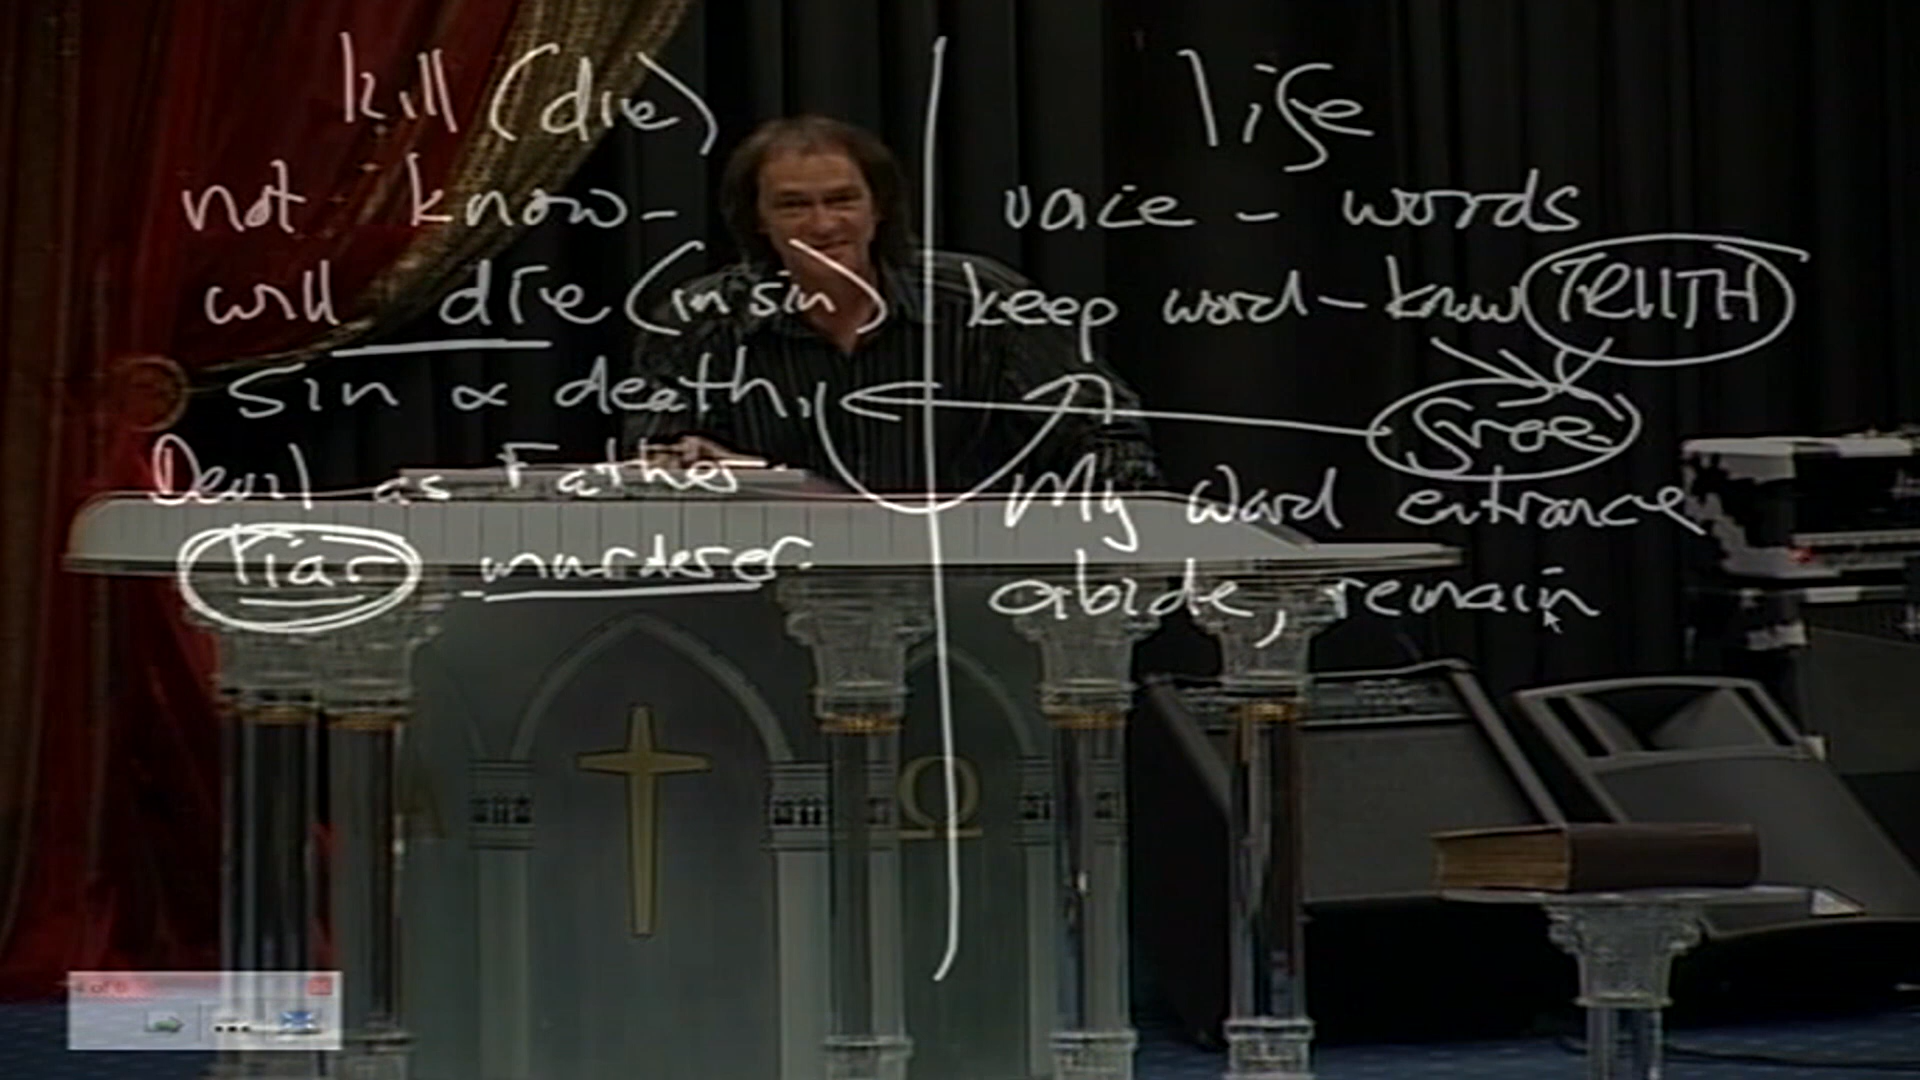 kill (die)
not know -
will die (in sin)
sin α death,
Devil as Father.
liar murderer.
life
voice - words
keep word - know TRUTH
free
My word entrance
abide, remain
Α Ω